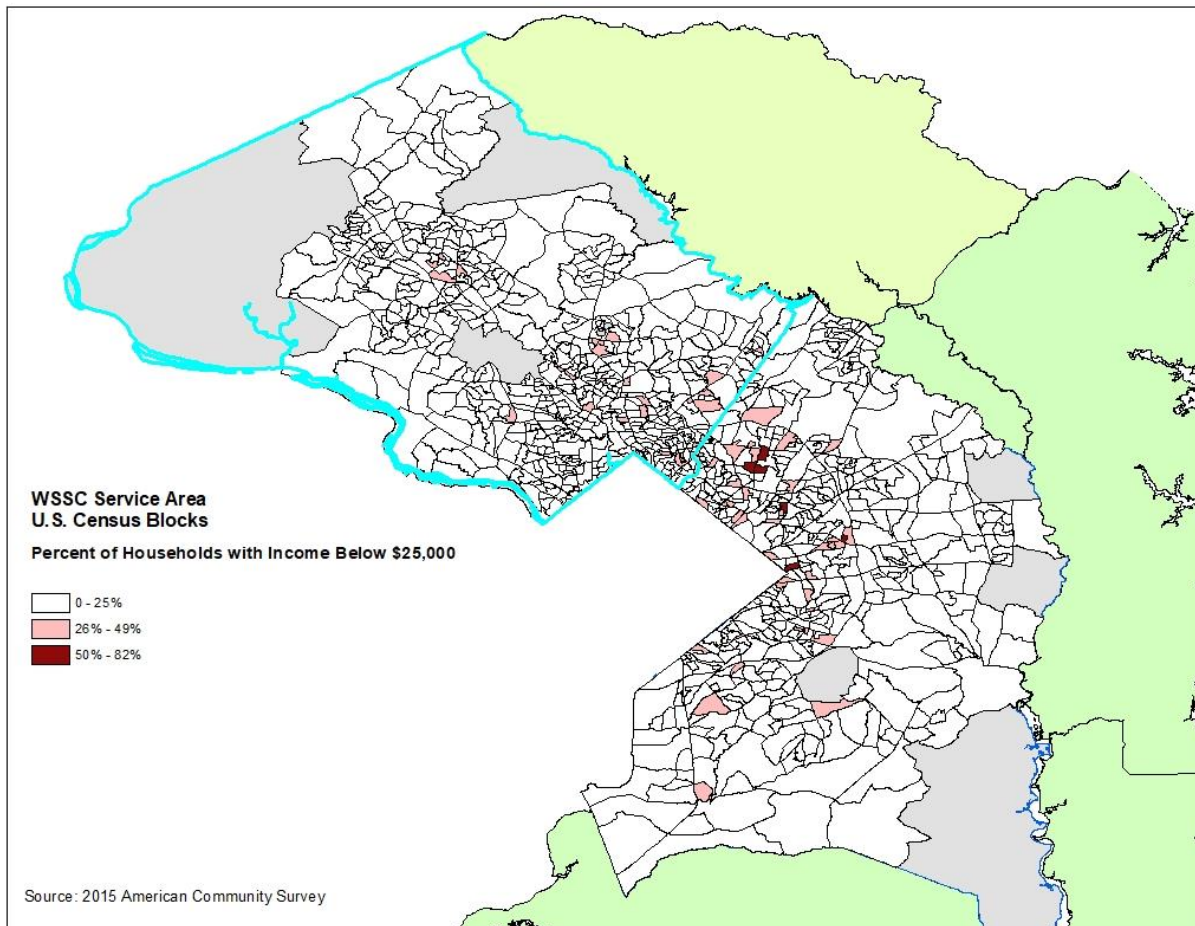 WSSC Service Area
U.S. Census Blocks
Percent of Households with Income Below $25,000
0 - 25%
26% - 49%
50% - 82%
Source: 2015 American Community Survey